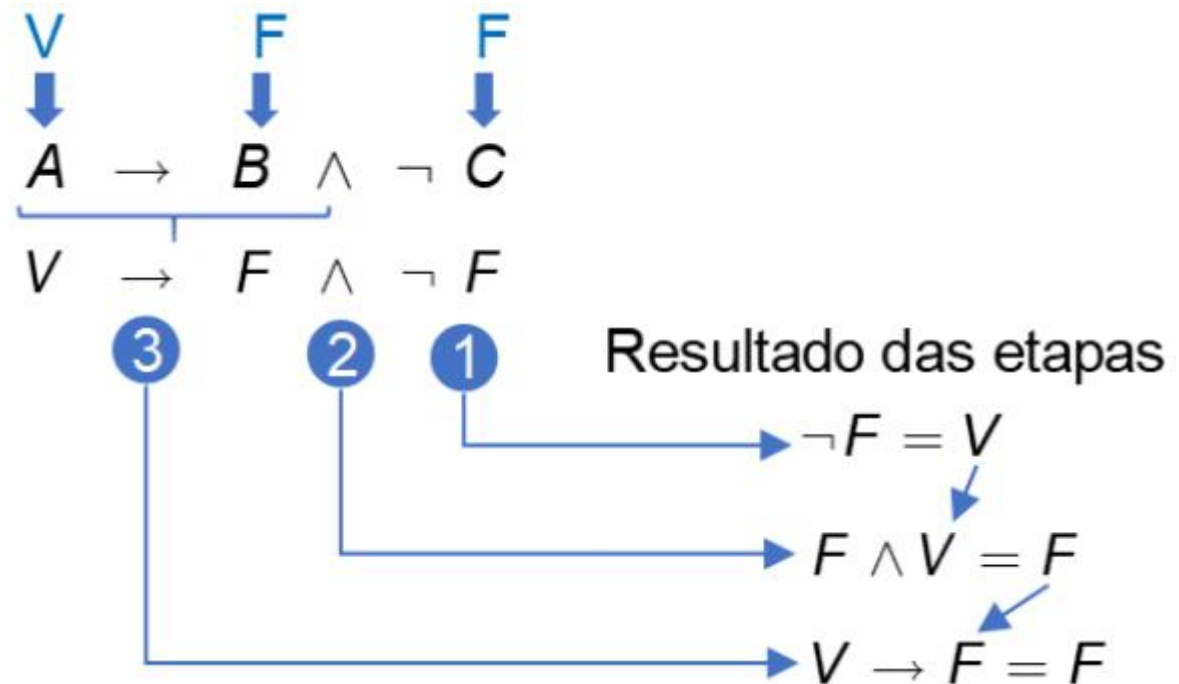 V F F
A → B ∧ ¬ C
V → F ∧ ¬ F
3 2 1 Resultado das etapas
¬ F = V
F ∧ V = F
V → F = F